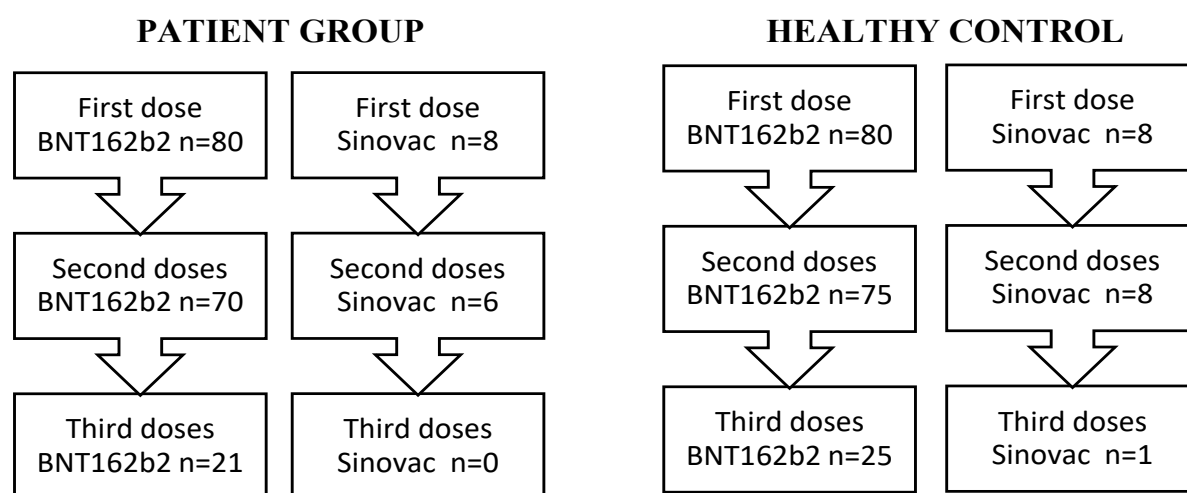 PATIENT GROUP
First dose
BNT162b2 n=80
First dose
Sinovac n=8
Second doses
BNT162b2 n=70
Second doses
Sinovac n=6
Third doses
BNT162b2 n=21
Third doses
Sinovac n=0
HEALTHY CONTROL
First dose
BNT162b2 n=80
First dose
Sinovac n=8
Second doses
BNT162b2 n=75
Second doses
Sinovac n=8
Third doses
BNT162b2 n=25
Third doses
Sinovac n=1